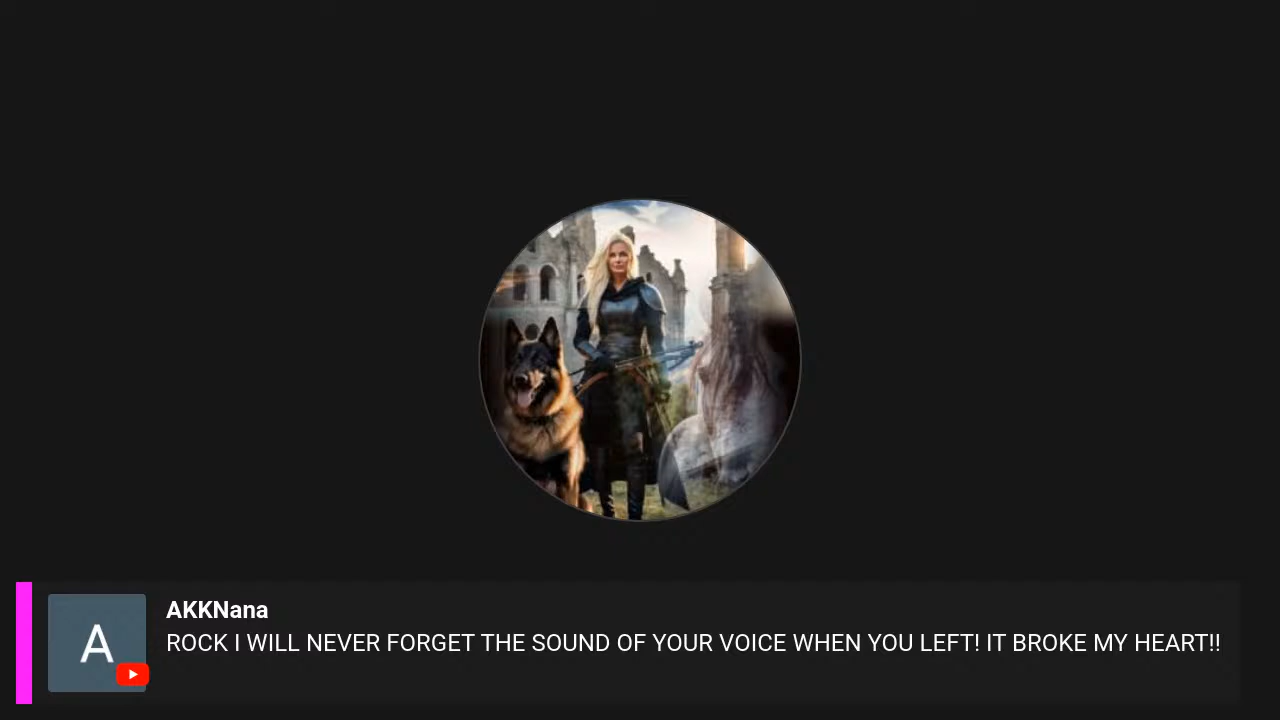 AKKNana
ROCK I WILL NEVER FORGET THE SOUND OF YOUR VOICE WHEN YOU LEFT! IT BROKE MY HEART!!
A